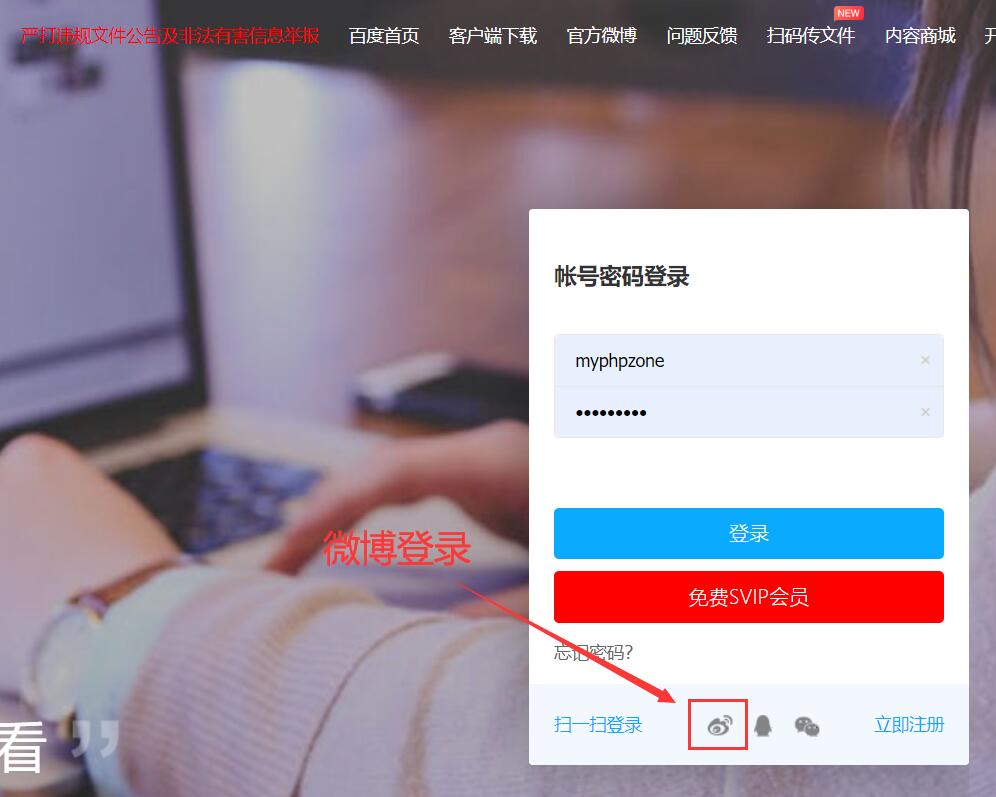 NEW
严打违规文件公告及非法有害信息举报 百度首页 客户端下载 官方微博 问题反馈 扫码传文件 内容商城 开
帐号密码登录
myphpzone
登录
微博登录
免费SVIP会员
忘记密码?
扫一扫登录 立即注册
看 ”